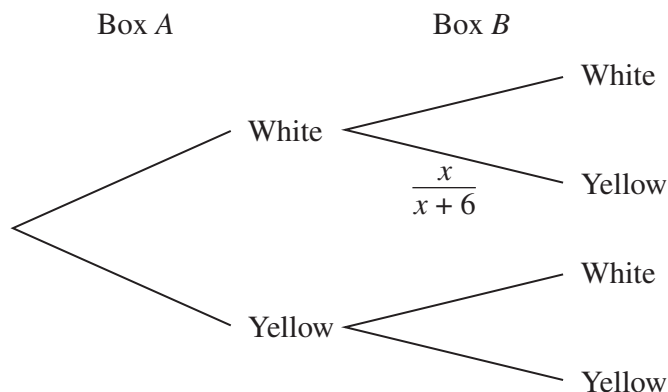 Box A Box B
White
White
x
x + 6
Yellow
White
Yellow
Yellow